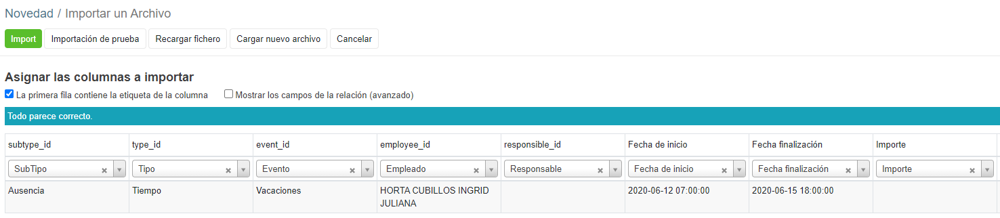 Novedad / Importar un Archivo
Import Importación de prueba Recargar fichero Cargar nuevo archivo Cancelar
Asignar las columnas a importar
La primera fila contiene la etiqueta de la columna Mostrar los campos de la relación (avanzado)
Todo parece correcto.
subtype_id type_id event_id employee_id responsible_id Fecha de inicio Fecha finalización Importe
SubTipo Tipo Evento Empleado Responsable Fecha de inicio Fecha finalización Importe
Ausencia Tiempo Vacaciones HORTA CUBILLOS INGRID 2020-06-12 07:00:00 2020-06-15 18:00:00
JULIANA